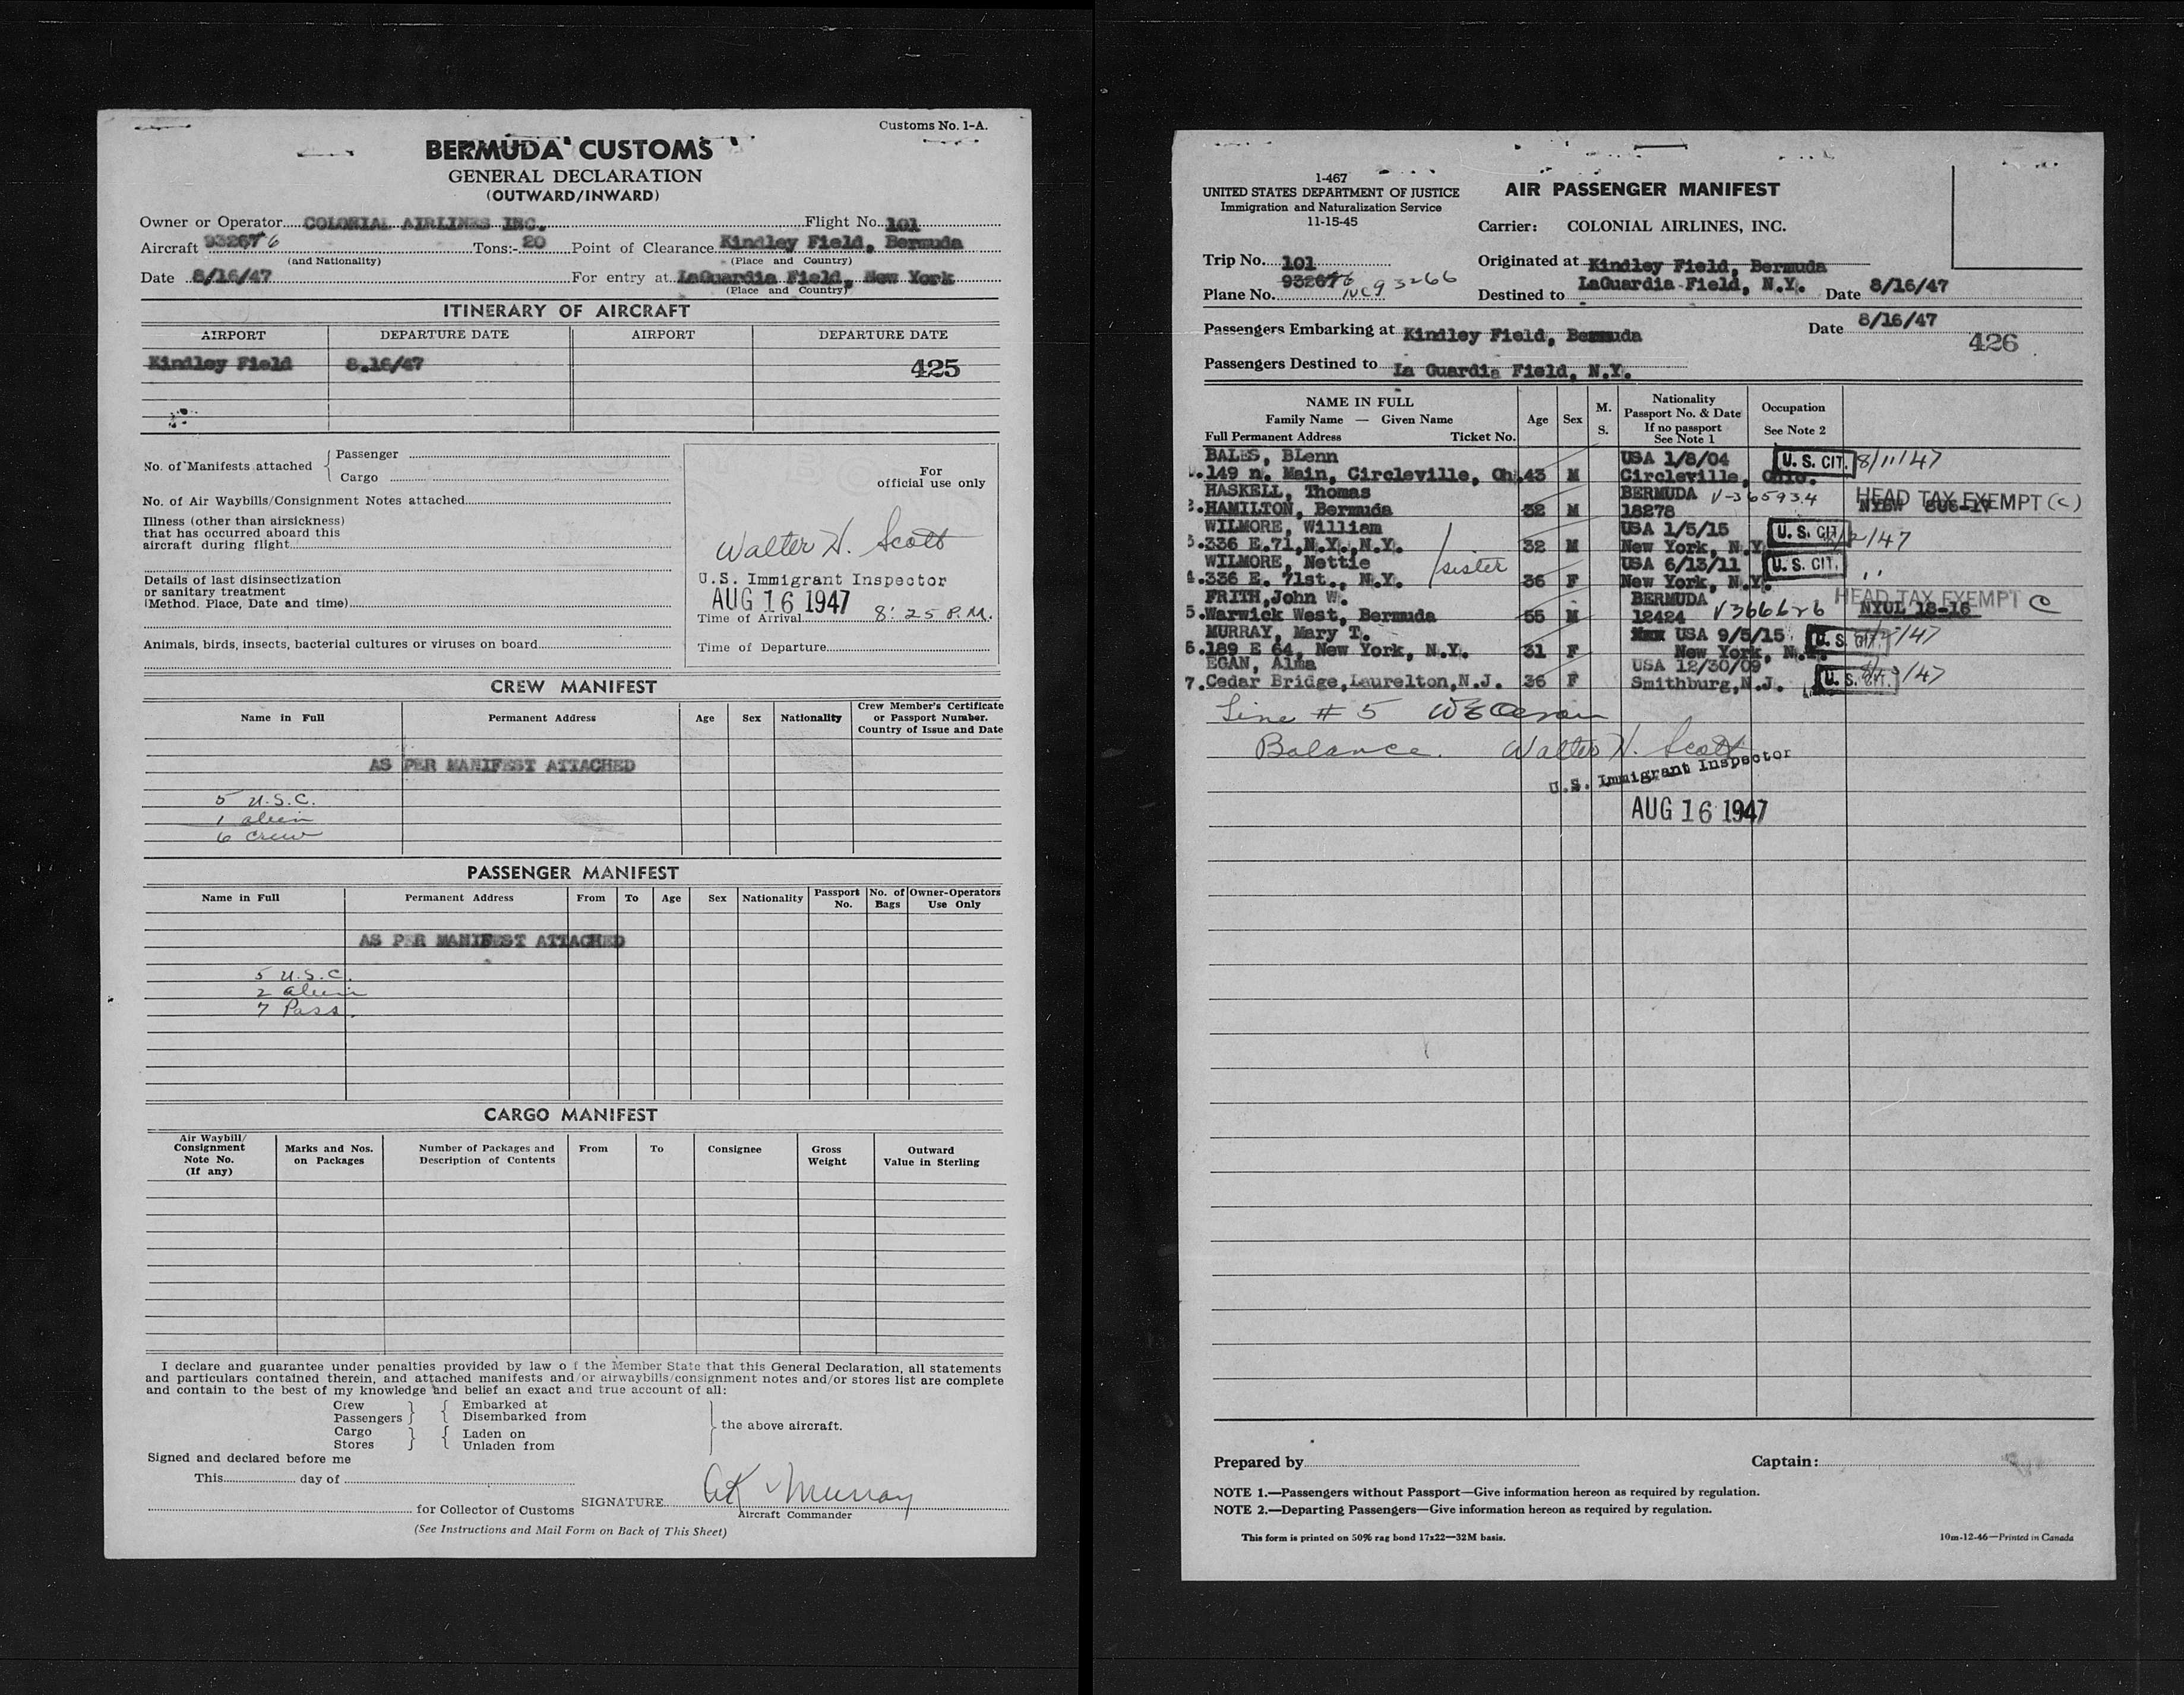 Customs No. 1-A.
BERMUDA CUSTOMS
GENERAL DECLARATION
(OUTWARD/INWARD)
Owner or Operator COLONIAL AIRLINES INC. Flight No. 101
Aircraft 93267 6 Tons:- 20 Point of Clearance Kindley Field, Bermuda
(and Nationality) (Place and Country)
Date 8/16/47 For entry at LaGuardia Field, New York
(Place and Country)
ITINERARY OF AIRCRAFT
AIRPORT DEPARTURE DATE AIRPORT DEPARTURE DATE
Kindley Field 8.16/47 425
No. of Manifests attached { Passenger
Cargo
No. of Air Waybills/Consignment Notes attached
Illness (other than airsickness)
that has occurred aboard this
aircraft during flight
Details of last disinsectization
or sanitary treatment
(Method. Place, Date and time)
Animals, birds, insects, bacterial cultures or viruses on board
For
official use only
Walter H. Scott
U.S. Immigrant Inspector
AUG 16 1947 8:25 P.M.
Time of Arrival
Time of Departure
CREW MANIFEST
Name in Full Permanent Address Age Sex Nationality Crew Member's Certificate
or Passport Number.
Country of Issue and Date
AS PER MANIFEST ATTACHED
5 U.S.C.
1 alien
6 Crew
PASSENGER MANIFEST
Name in Full Permanent Address From To Age Sex Nationality Passport No. No. of Bags Owner-Operators Use Only
AS PER MANIFEST ATTACHED
5 U.S.C.
2 alien
7 Pass.
CARGO MANIFEST
Air Waybill/ Consignment Note No. (If any) Marks and Nos. on Packages Number of Packages and Description of Contents From To Consignee Gross Weight Outward Value in Sterling
I declare and guarantee under penalties provided by law of the Member State that this General Declaration, all statements
and particulars contained therein, and attached manifests and/or airwaybills/consignment notes and/or stores list are complete
and contain to the best of my knowledge and belief an exact and true account of all:
Crew } { Embarked at
Passengers } { Disembarked from
} the above aircraft.
Cargo } { Laden on
Stores } { Unladen from
Signed and declared before me
This day of
for Collector of Customs SIGNATURE Murray
Aircraft Commander
(See Instructions and Mail Form on Back of This Sheet)
1-467
UNITED STATES DEPARTMENT OF JUSTICE
Immigration and Naturalization Service
11-15-45
AIR PASSENGER MANIFEST
Carrier: COLONIAL AIRLINES, INC.
Trip No. 101 Originated at Kindley Field, Bermuda
Plane No. 93267 6 NC93266 Destined to LaGuardia Field, N.Y. Date 8/16/47
Passengers Embarking at Kindley Field, Bermuda Date 8/16/47
426
Passengers Destined to La Guardia Field, N.Y.
NAME IN FULL
Family Name — Given Name
Full Permanent Address Ticket No.
Age Sex M. S.
Nationality
Passport No. & Date
If no passport
See Note 1
Occupation
See Note 2
BALES, BLenn USA 1/8/04 U.S. CIT. 8/11/47
1.149 n. Main, Circleville, Oh. 43 M Circleville, Ohio.
HASKELL, Thomas BERMUDA V-365934 HEAD TAX EXEMPT (C)
2.HAMILTON, Bermuda 32 M 18278
WILMORE, William USA 1/5/15 U.S. CIT.
3.336 E.71,N.Y.,N.Y. 32 M New York, N.Y. /47
WILMORE, Nettie sister USA 6/13/11 U.S. CIT. "
4.336 E. 71st., N.Y. 36 F New York, N.Y.
FRITH,John W. BERMUDA V366626 HEAD TAX EXEMPT C
5.Warwick West, Bermuda 55 M 12424 NYUL 18-16
MURRAY, Mary T. USA 9/5/15 U.S. CIT. /47
6.189 E 64, New York, N.Y. 31 F New York, N.Y.
EGAN, Alma USA 12/30/09
7.Cedar Bridge,Laurelton,N.J. 36 F Smithburg,N.J. U.S. CIT. /47
Line # 5
Balance. Walter H. Scott
U.S. Immigrant Inspector
AUG 16 1947
Prepared by Captain:
NOTE 1.—Passengers without Passport—Give information hereon as required by regulation.
NOTE 2.—Departing Passengers—Give information hereon as required by regulation.
This form is printed on 50% rag bond 17x22—32M basis. 10m-12-46—Printed in Canada